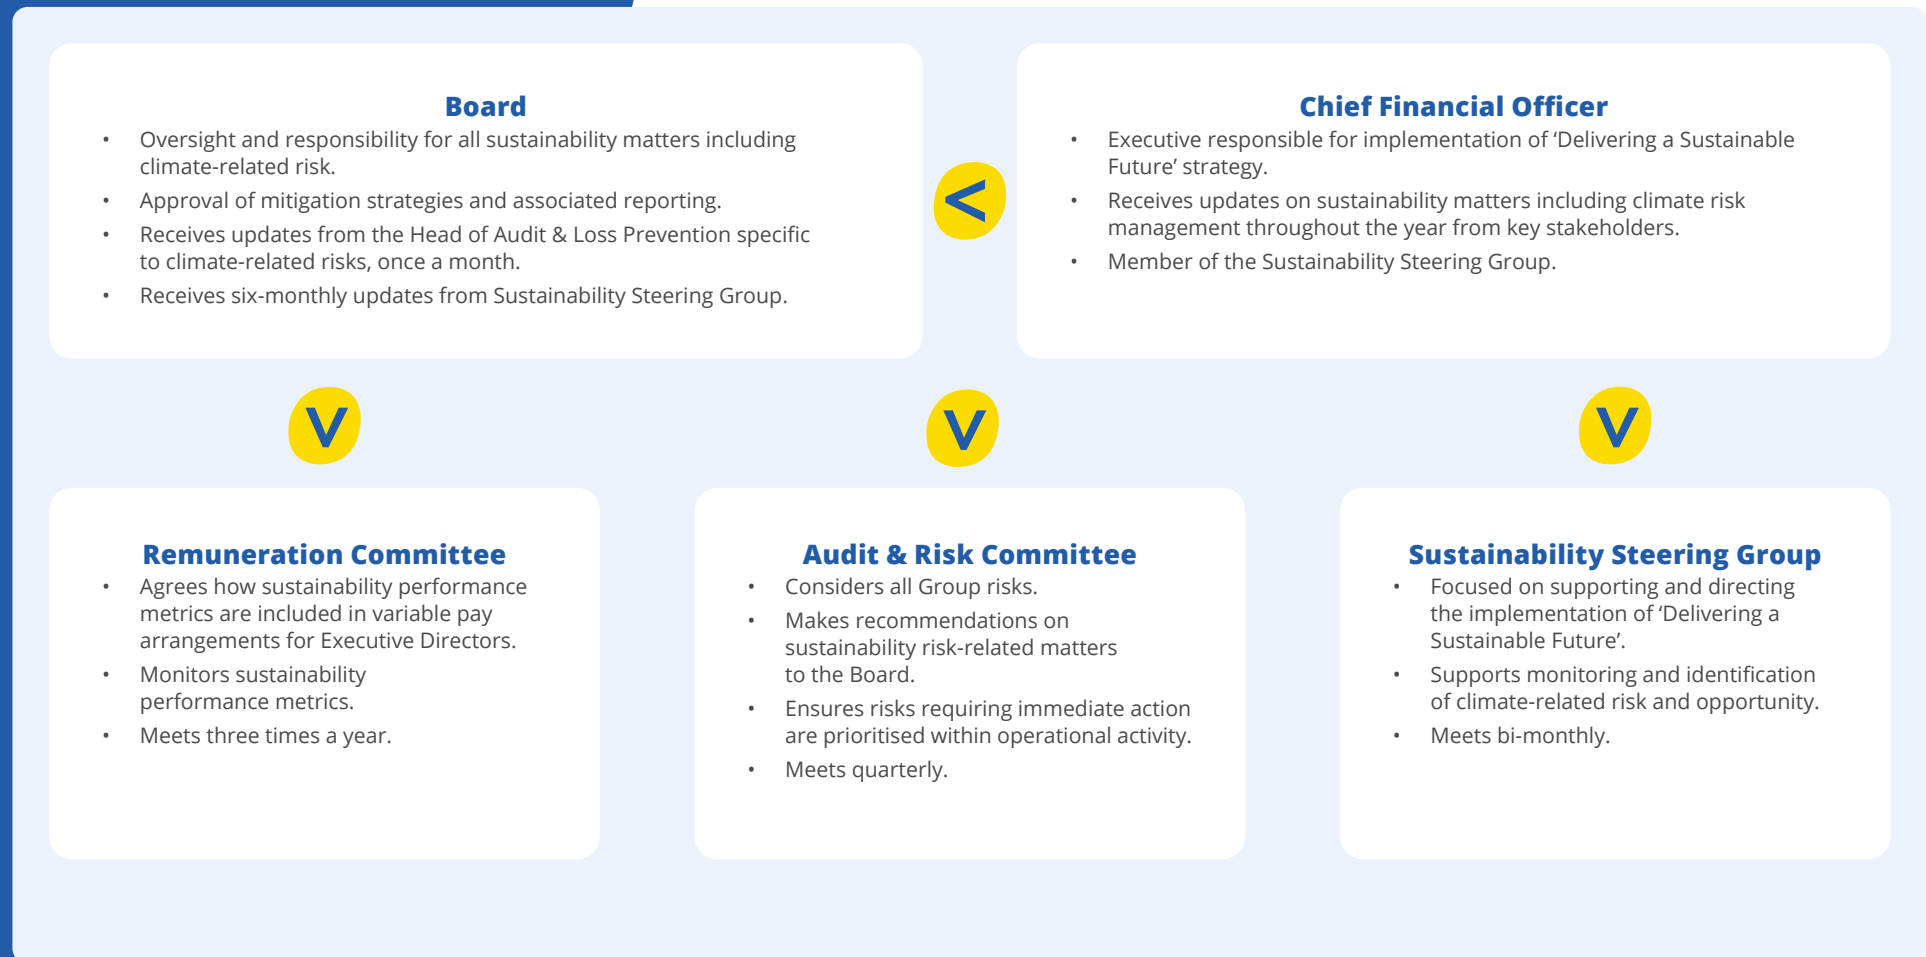 Board
• Oversight and responsibility for all sustainability matters including
climate-related risk.
• Approval of mitigation strategies and associated reporting.
• Receives updates from the Head of Audit & Loss Prevention specific
to climate-related risks, once a month.
• Receives six-monthly updates from Sustainability Steering Group.
<
Chief Financial Officer
• Executive responsible for implementation of ‘Delivering a Sustainable
Future’ strategy.
• Receives updates on sustainability matters including climate risk
management throughout the year from key stakeholders.
• Member of the Sustainability Steering Group.
V
V
V
Remuneration Committee
• Agrees how sustainability performance
metrics are included in variable pay
arrangements for Executive Directors.
• Monitors sustainability
performance metrics.
• Meets three times a year.
Audit & Risk Committee
• Considers all Group risks.
• Makes recommendations on
sustainability risk-related matters
to the Board.
• Ensures risks requiring immediate action
are prioritised within operational activity.
• Meets quarterly.
Sustainability Steering Group
• Focused on supporting and directing
the implementation of ‘Delivering a
Sustainable Future’.
• Supports monitoring and identification
of climate-related risk and opportunity.
• Meets bi-monthly.